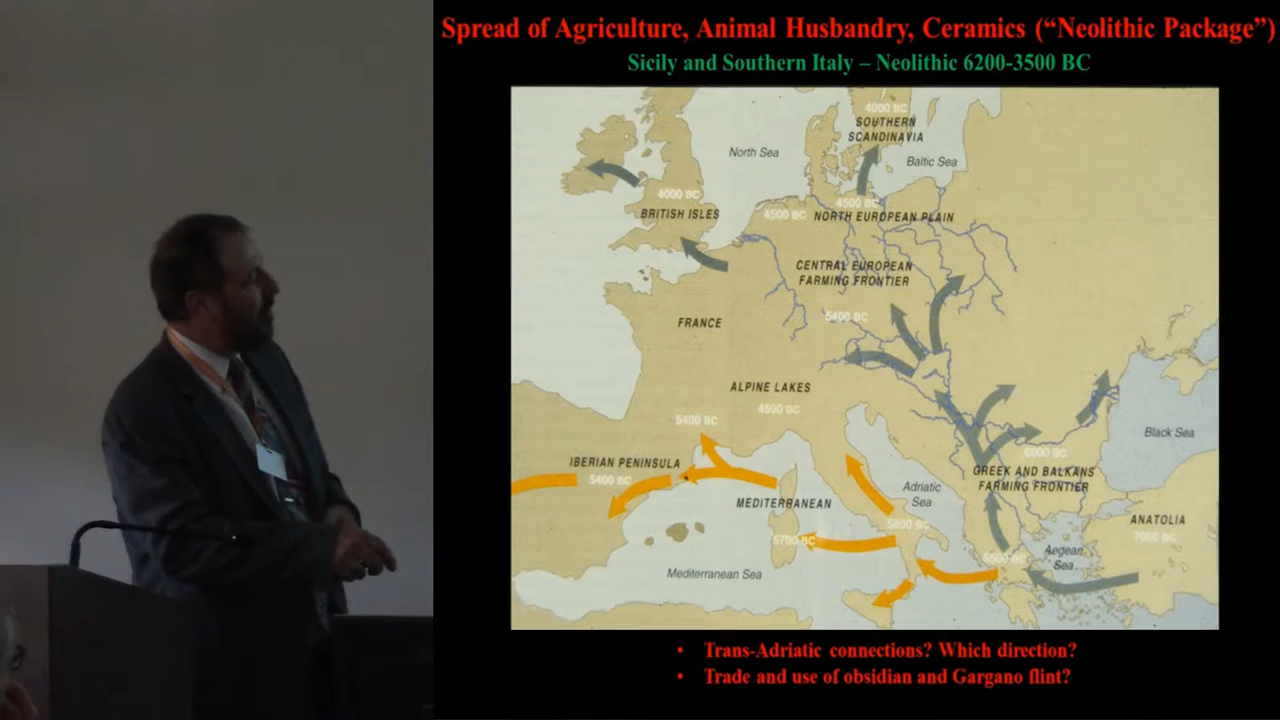 Spread of Agriculture, Animal Husbandry, Ceramics (“Neolithic Package”)
Sicily and Southern Italy – Neolithic 6200-3500 BC
4000 BC
SOUTHERN
SCANDINAVIA
North Sea
Baltic Sea
4000 BC
BRITISH ISLES
4500 BC
4500 BC
NORTH EUROPEAN PLAIN
CENTRAL EUROPEAN
FARMING FRONTIER
5400 BC
FRANCE
ALPINE LAKES
4500 BC
5400 BC
Black Sea
6000 BC
IBERIAN PENINSULA
5400 BC
GREEK AND BALKANS
FARMING FRONTIER
MEDITERRANEAN
Adriatic
Sea
5800 BC
ANATOLIA
7000 BC
5700 BC
Aegean
Sea
6500 BC
Mediterranean Sea
• Trans-Adriatic connections? Which direction?
• Trade and use of obsidian and Gargano flint?